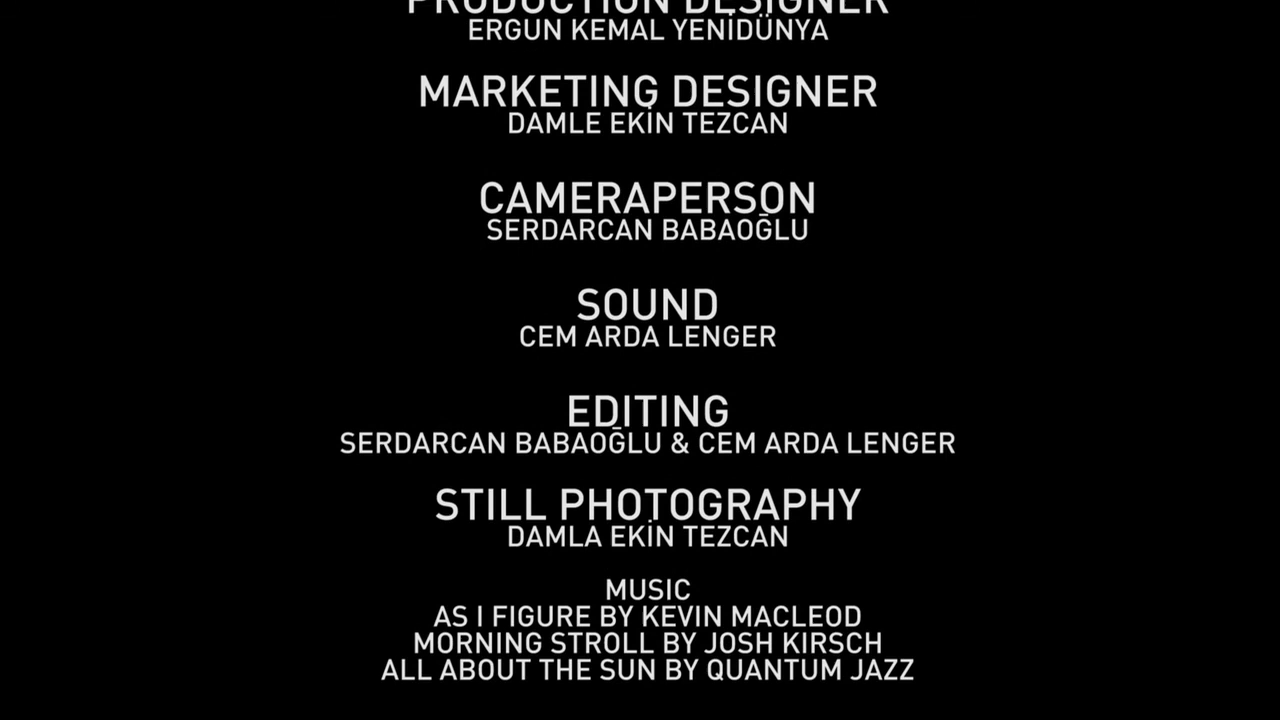 PRODUCTION DESIGNER
ERGUN KEMAL YENİDÜNYA
MARKETING DESIGNER
DAMLE EKİN TEZCAN
CAMERAPERSON
SERDARCAN BABAOĞLU
SOUND
CEM ARDA LENGER
EDITING
SERDARCAN BABAOĞLU & CEM ARDA LENGER
STILL PHOTOGRAPHY
DAMLA EKİN TEZCAN
MUSIC
AS I FIGURE BY KEVIN MACLEOD
MORNING STROLL BY JOSH KIRSCH
ALL ABOUT THE SUN BY QUANTUM JAZZ